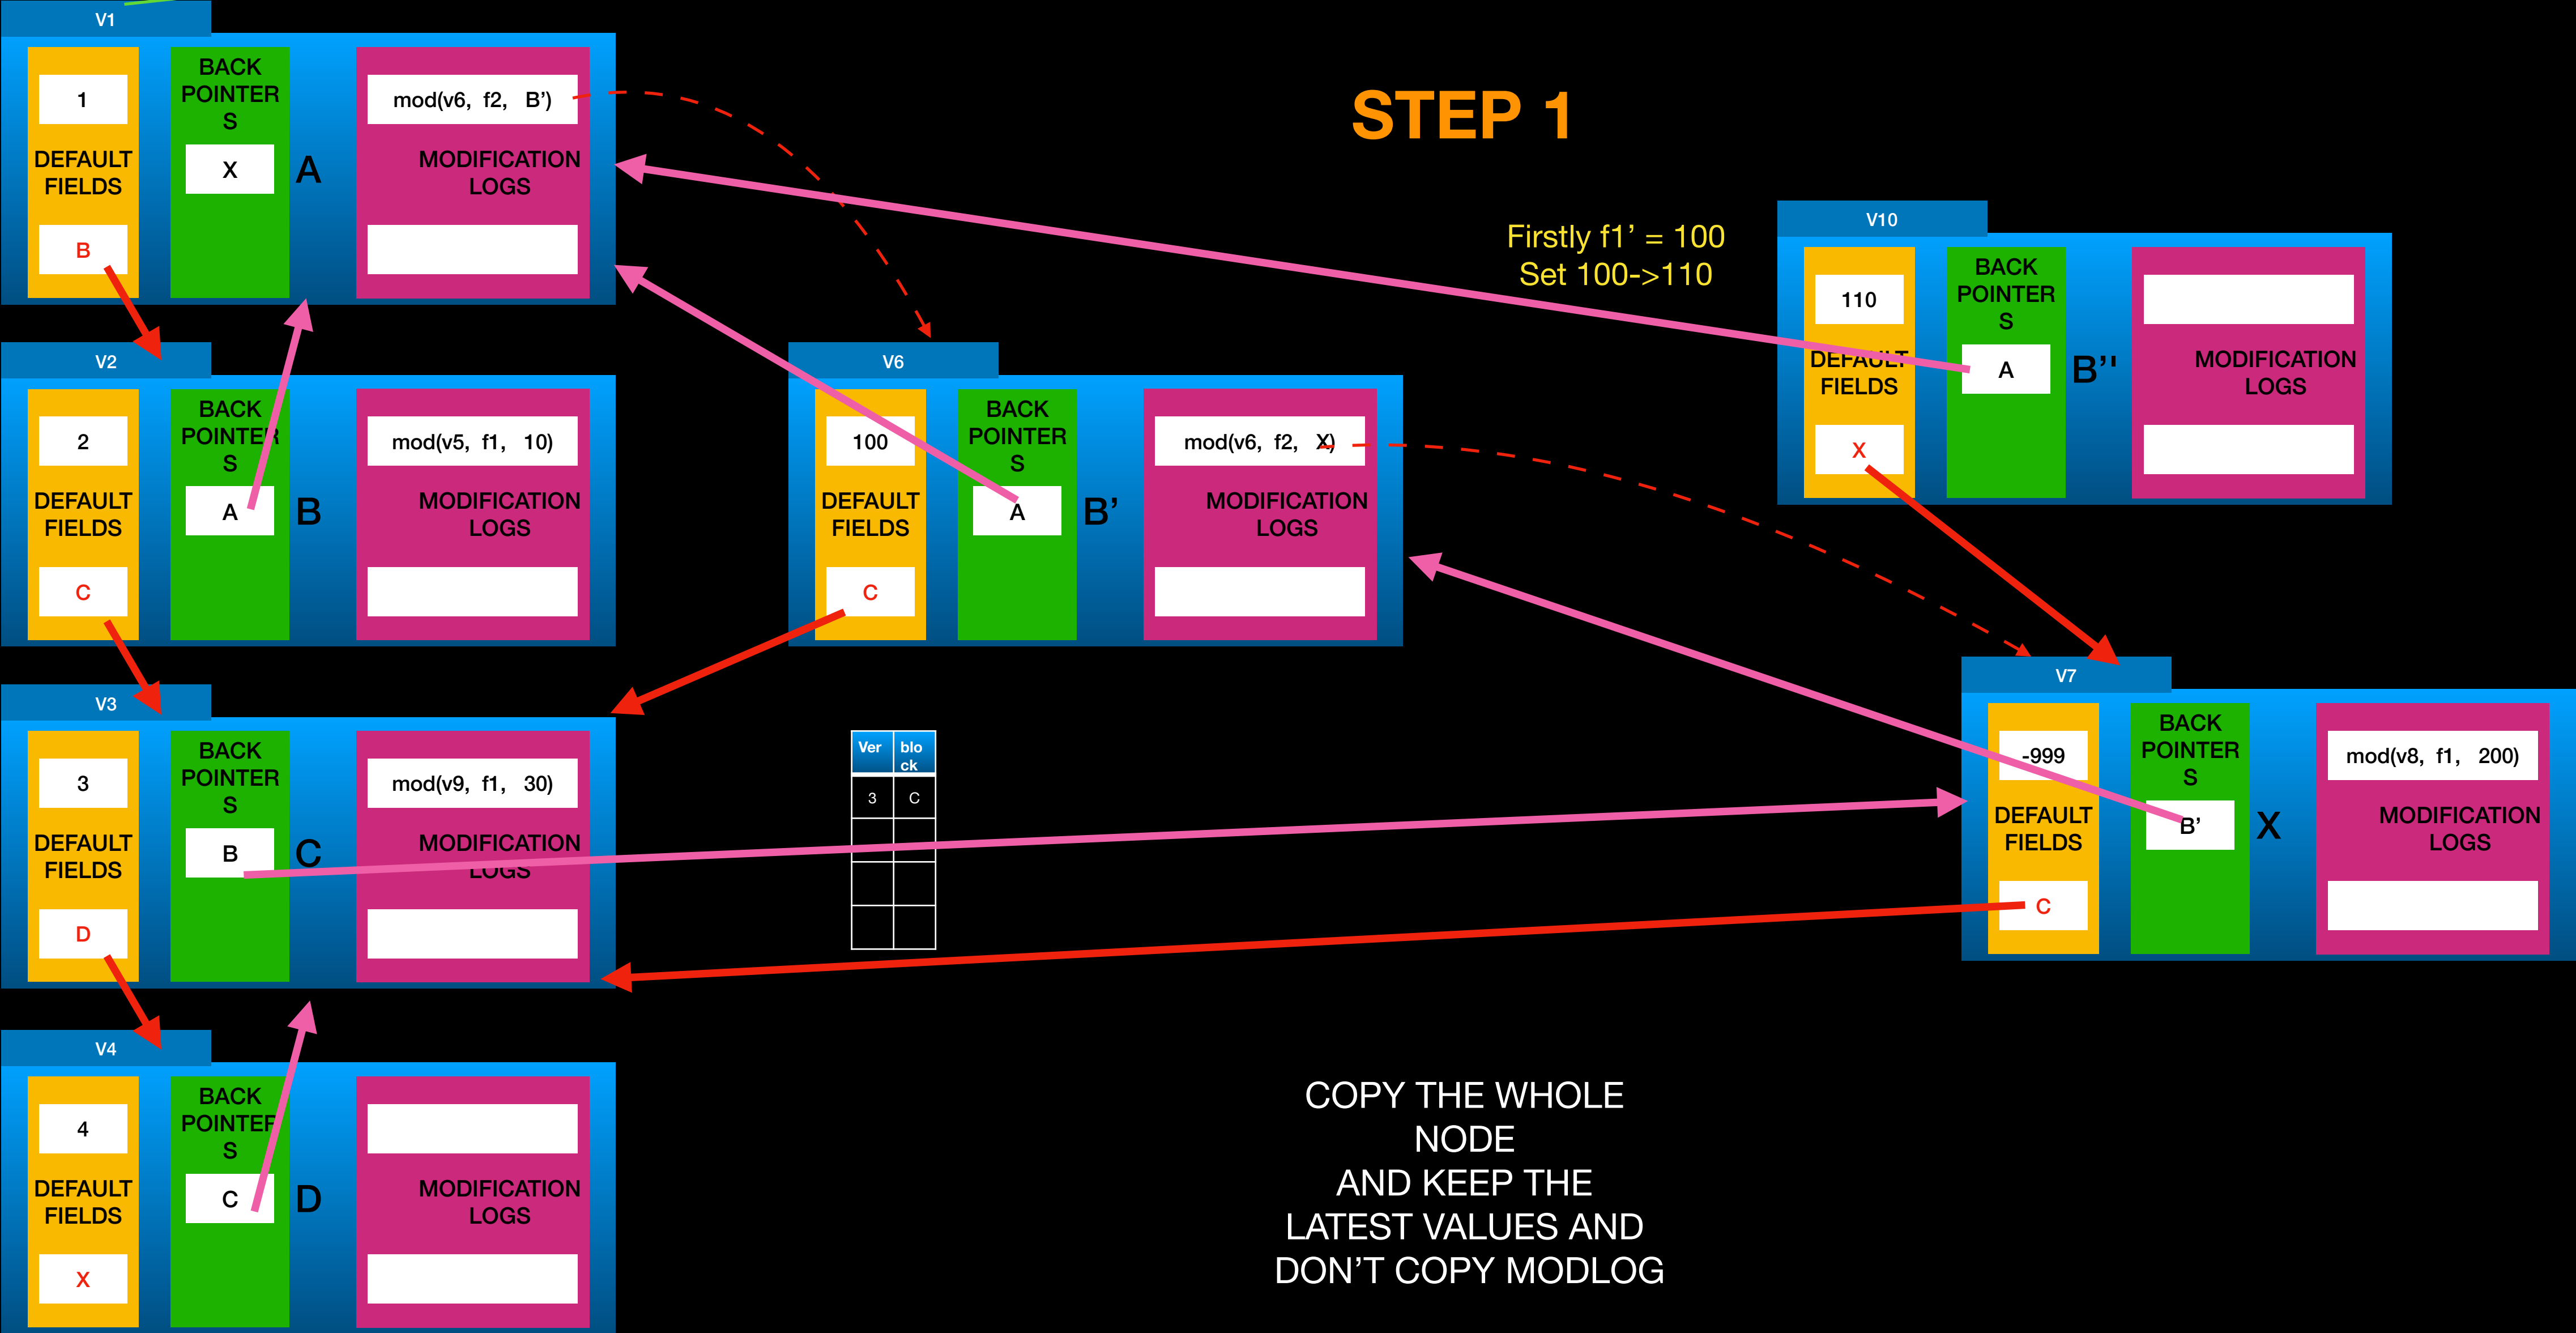 STEP 1
V1
1
DEFAULT
FIELDS
B
BACK
POINTER
S
X
A
mod(v6, f2, B’)
MODIFICATION
LOGS
Firstly f1’ = 100
Set 100->110
V10
110
DEFAULT
FIELDS
X
BACK
POINTER
S
A
B’'
MODIFICATION
LOGS
V2
2
DEFAULT
FIELDS
C
BACK
POINTER
S
A
B
mod(v5, f1, 10)
MODIFICATION
LOGS
V6
100
DEFAULT
FIELDS
C
BACK
POINTER
S
A
B’
mod(v6, f2, X)
MODIFICATION
LOGS
V3
3
DEFAULT
FIELDS
D
BACK
POINTER
S
B
C
mod(v9, f1, 30)
MODIFICATION
LOGS
Ver blo
ck
3 C
V7
-999
DEFAULT
FIELDS
C
BACK
POINTER
S
B’
X
mod(v8, f1, 200)
MODIFICATION
LOGS
V4
4
DEFAULT
FIELDS
X
BACK
POINTER
S
C
D
MODIFICATION
LOGS
COPY THE WHOLE
NODE
AND KEEP THE
LATEST VALUES AND
DON’T COPY MODLOG